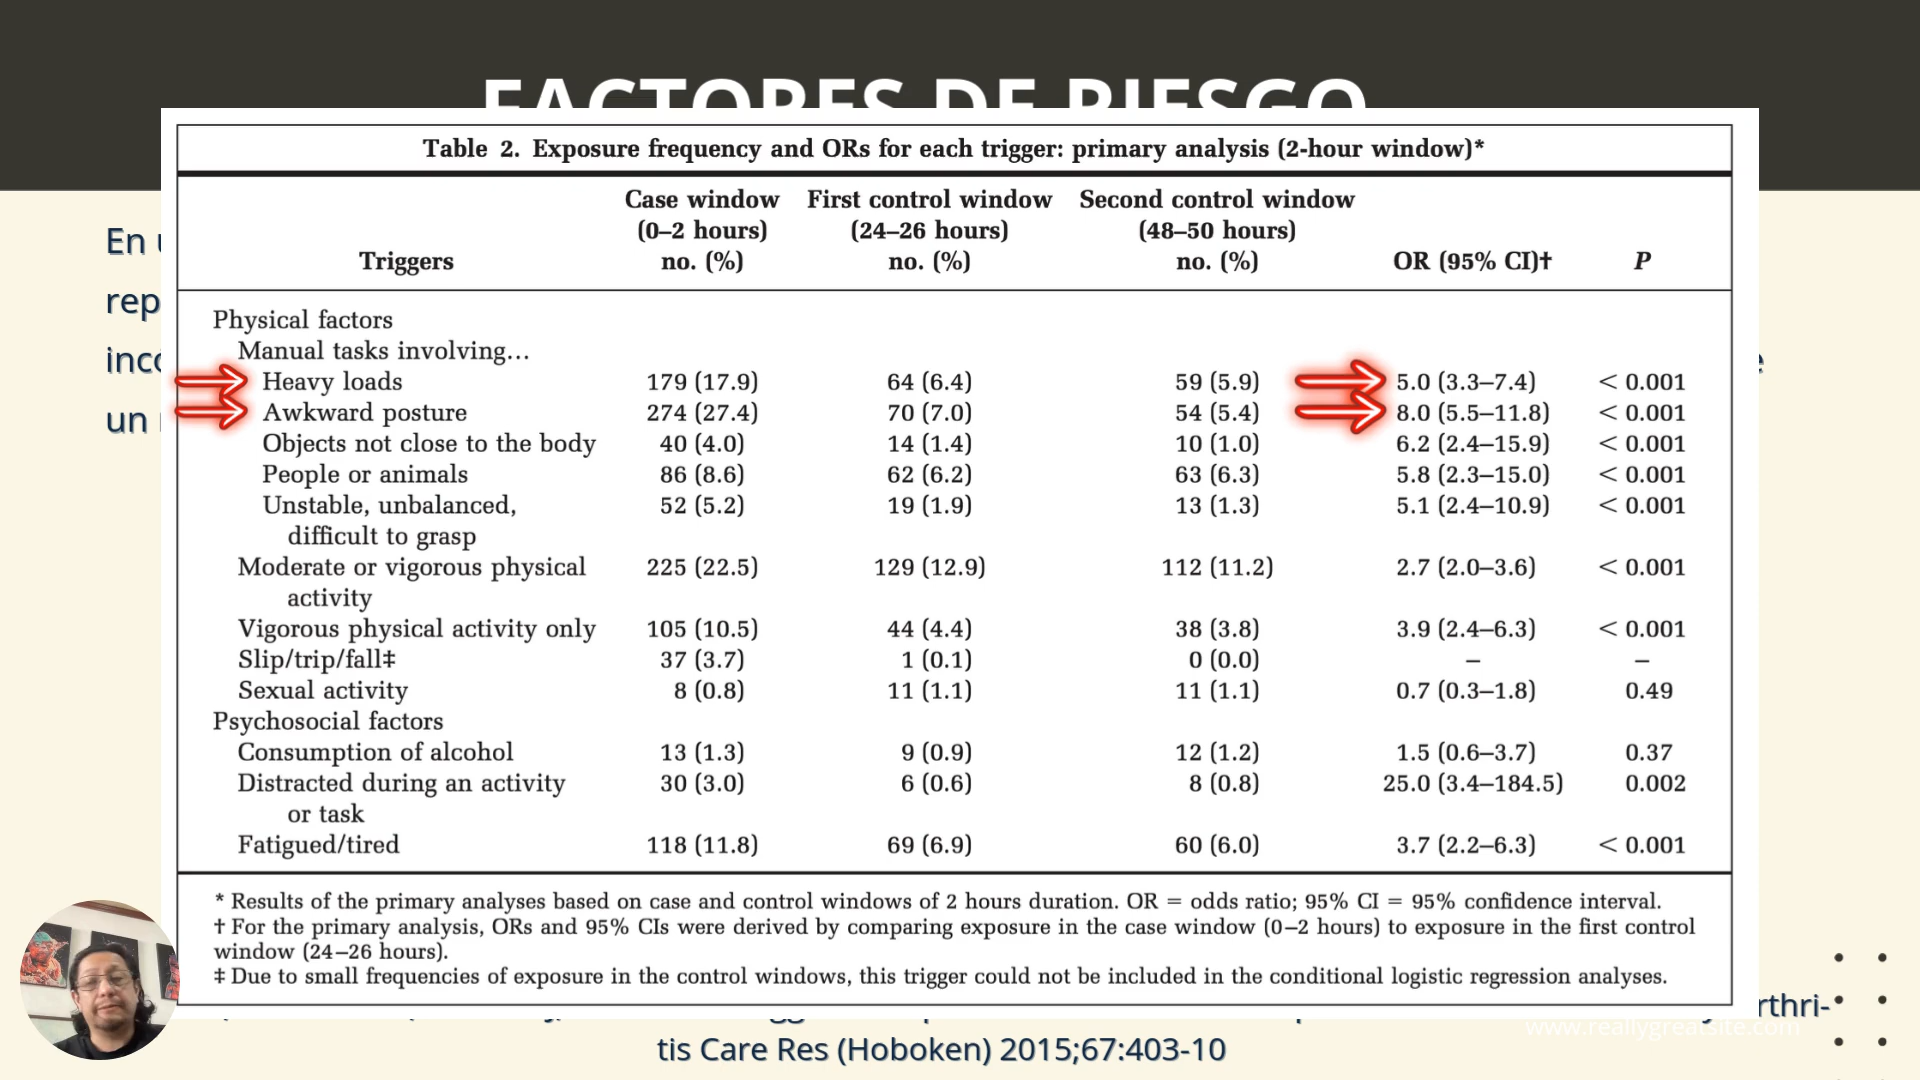 FACTORES DE RIESGO
Table 2. Exposure frequency and ORs for each trigger: primary analysis (2-hour window)*
Triggers Case window (0–2 hours) no. (%) First control window (24–26 hours) no. (%) Second control window (48–50 hours) no. (%) OR (95% CI)† P
Physical factors
Manual tasks involving...
Heavy loads 179 (17.9) 64 (6.4) 59 (5.9) 5.0 (3.3–7.4) < 0.001
Awkward posture 274 (27.4) 70 (7.0) 54 (5.4) 8.0 (5.5–11.8) < 0.001
Objects not close to the body 40 (4.0) 14 (1.4) 10 (1.0) 6.2 (2.4–15.9) < 0.001
People or animals 86 (8.6) 62 (6.2) 63 (6.3) 5.8 (2.3–15.0) < 0.001
Unstable, unbalanced, 52 (5.2) 19 (1.9) 13 (1.3) 5.1 (2.4–10.9) < 0.001
difficult to grasp
Moderate or vigorous physical 225 (22.5) 129 (12.9) 112 (11.2) 2.7 (2.0–3.6) < 0.001
activity
Vigorous physical activity only 105 (10.5) 44 (4.4) 38 (3.8) 3.9 (2.4–6.3) < 0.001
Slip/trip/fall‡ 37 (3.7) 1 (0.1) 0 (0.0) – –
Sexual activity 8 (0.8) 11 (1.1) 11 (1.1) 0.7 (0.3–1.8) 0.49
Psychosocial factors
Consumption of alcohol 13 (1.3) 9 (0.9) 12 (1.2) 1.5 (0.6–3.7) 0.37
Distracted during an activity 30 (3.0) 6 (0.6) 8 (0.8) 25.0 (3.4–184.5) 0.002
or task
Fatigued/tired 118 (11.8) 69 (6.9) 60 (6.0) 3.7 (2.2–6.3) < 0.001
* Results of the primary analyses based on case and control windows of 2 hours duration. OR = odds ratio; 95% CI = 95% confidence interval.
† For the primary analysis, ORs and 95% CIs were derived by comparing exposure in the case window (0–2 hours) to exposure in the first control
window (24–26 hours).
‡ Due to small frequencies of exposure in the control windows, this trigger could not be included in the conditional logistic regression analyses.
www.reallygreatsite.com
tis Care Res (Hoboken) 2015;67:403-10